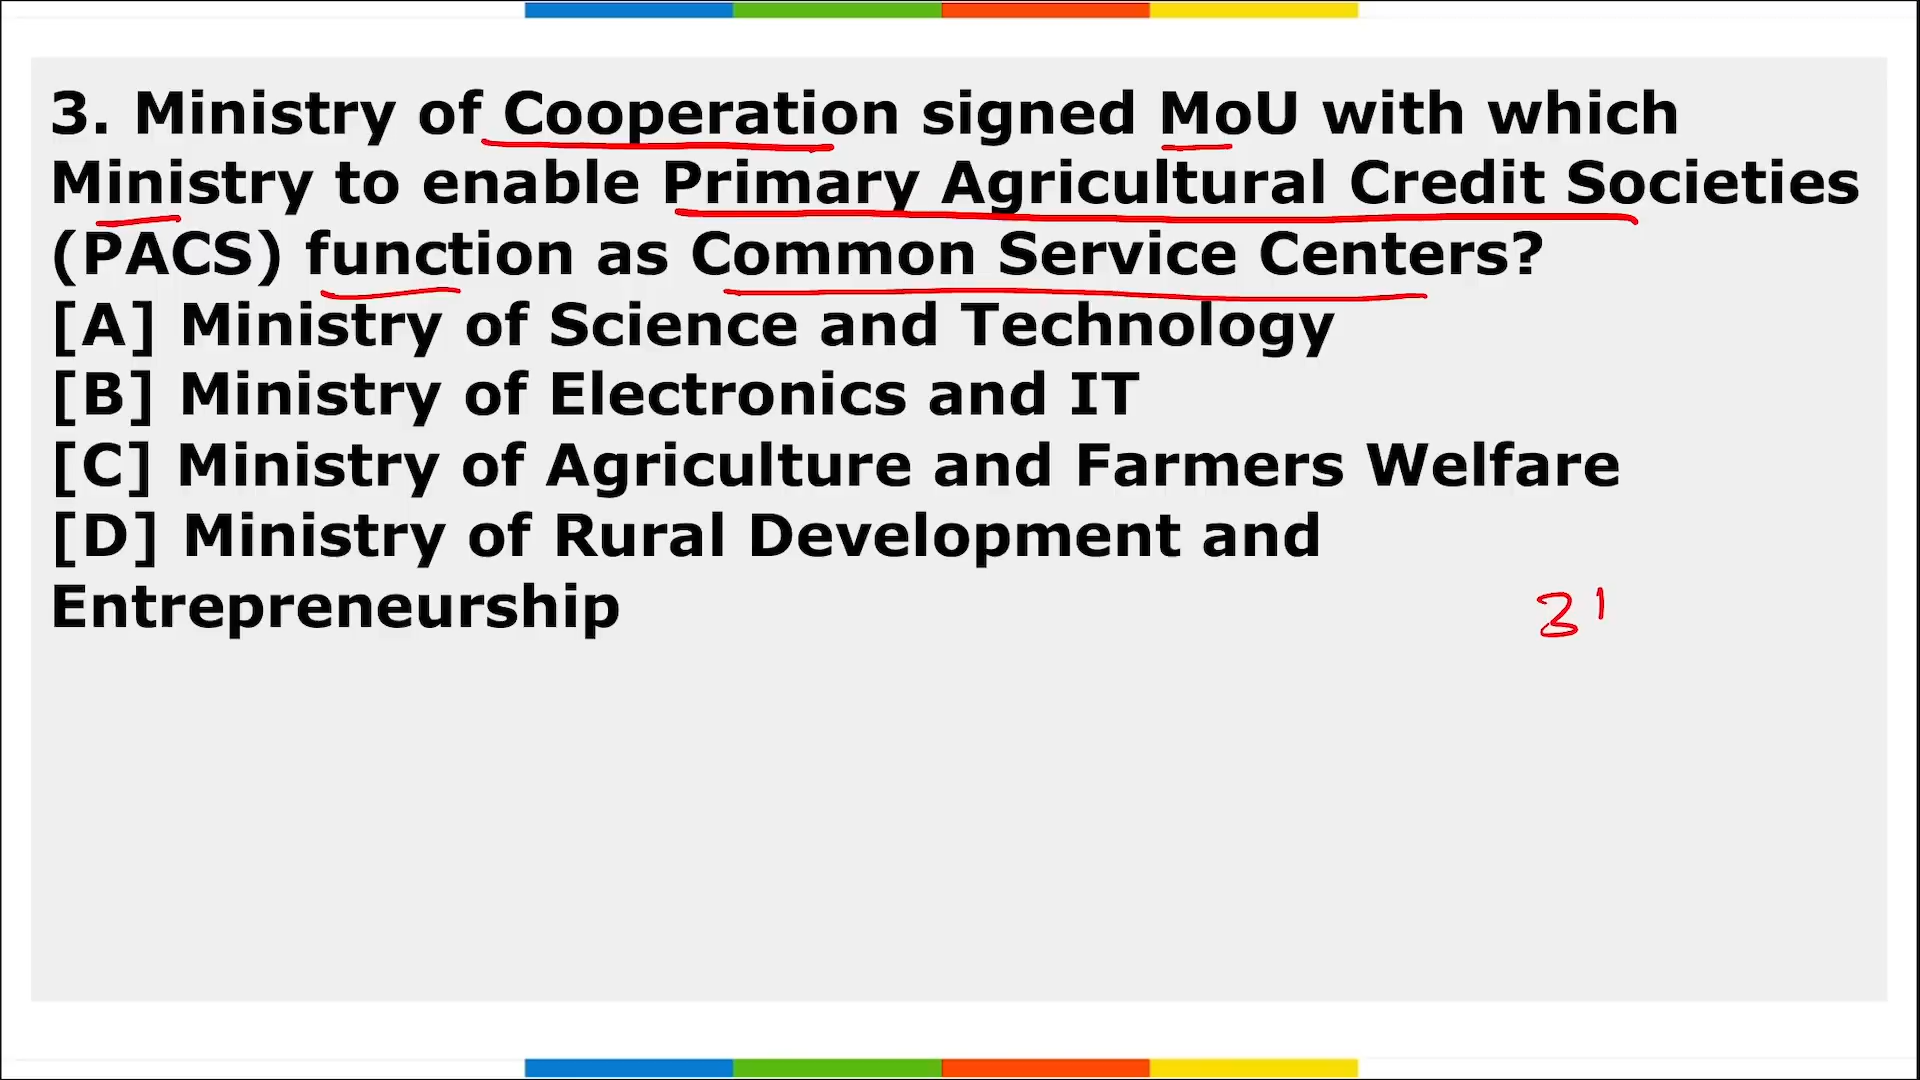 3. Ministry of Cooperation signed MoU with which
Ministry to enable Primary Agricultural Credit Societies
(PACS) function as Common Service Centers?
[A] Ministry of Science and Technology
[B] Ministry of Electronics and IT
[C] Ministry of Agriculture and Farmers Welfare
[D] Ministry of Rural Development and
Entrepreneurship